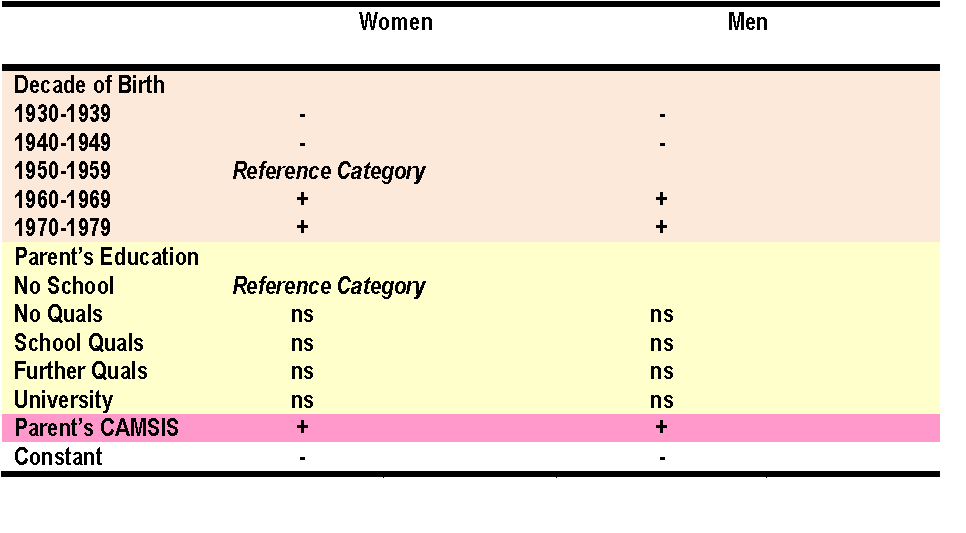 Women Men
Decade of Birth
1930-1939 - -
1940-1949 - -
1950-1959 Reference Category
1960-1969 + +
1970-1979 + +
Parent's Education
No School Reference Category
No Quals ns ns
School Quals ns ns
Further Quals ns ns
University ns ns
Parent's CAMSIS + +
Constant - -